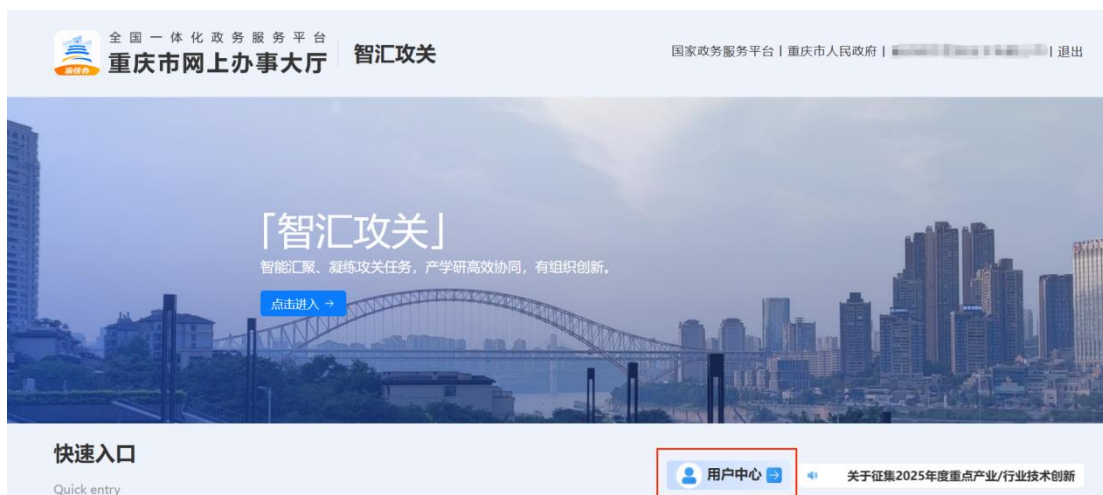 全国一体化政务服务平台
重庆市网上办事大厅 智汇攻关
渝快办
国家政务服务平台 | 重庆市人民政府 | | 退出
「智汇攻关」
智能汇聚、凝练攻关任务，产学研高效协同，有组织创新。
点击进入 →
快速入口
Quick entry
用户中心
关于征集2025年度重点产业/行业技术创新